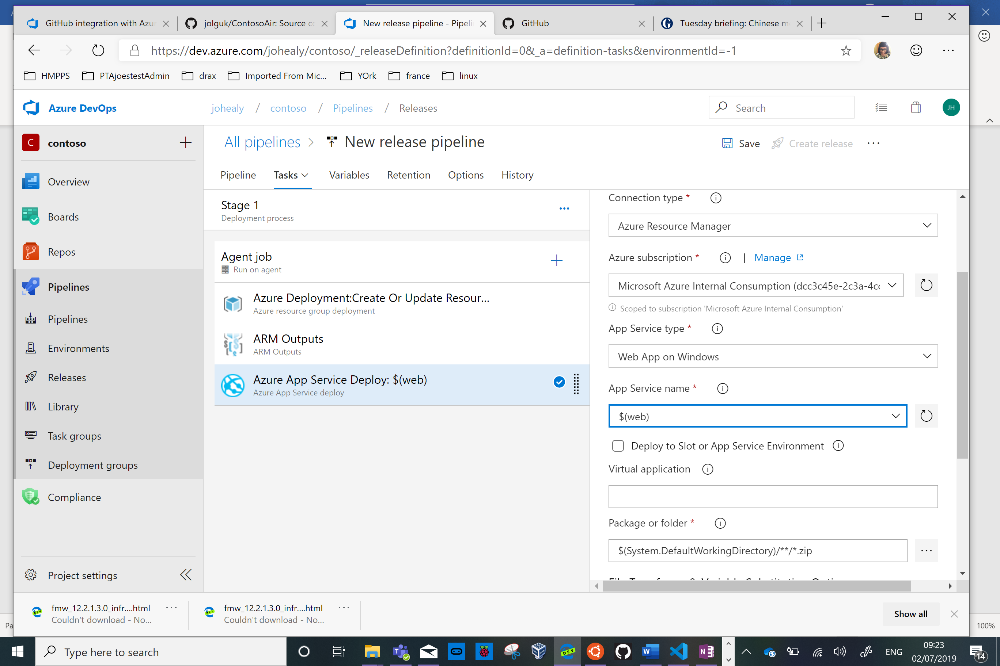 GitHub integration with Azur
jolguk/ContosoAir: Source co
New release pipeline - Pipeli
GitHub
Tuesday briefing: Chinese m
https://dev.azure.com/johealy/contoso/_releaseDefinition?definitionId=0&_a=definition-tasks&environmentId=-1
HMPPS
PTAjoestestAdmin
drax
Imported From Mic...
YOrk
france
linux
Azure DevOps
johealy / contoso / Pipelines / Releases
Search
JH
C contoso
Overview
Boards
Repos
Pipelines
Pipelines
Environments
Releases
Library
Task groups
Deployment groups
Compliance
Project settings
All pipelines > New release pipeline
Save
Create release
Pipeline
Tasks
Variables
Retention
Options
History
Stage 1
Deployment process
Agent job
Run on agent
Azure Deployment:Create Or Update Resour...
Azure resource group deployment
ARM Outputs
ARM Outputs
Azure App Service Deploy: $(web)
Azure App Service deploy
Connection type *
Azure Resource Manager
Azure subscription * | Manage
Microsoft Azure Internal Consumption (dcc3c45e-2c3a-4cc
Scoped to subscription 'Microsoft Azure Internal Consumption'
App Service type *
Web App on Windows
App Service name *
$(web)
Deploy to Slot or App Service Environment
Virtual application
Package or folder *
$(System.DefaultWorkingDirectory)/**/*.zip
fmw_12.2.1.3.0_infr....html
Couldn't download - No...
fmw_12.2.1.3.0_infr....html
Couldn't download - No...
Show all
Pa
100%
Type here to search
DEV
ENG
09:23
02/07/2019
14